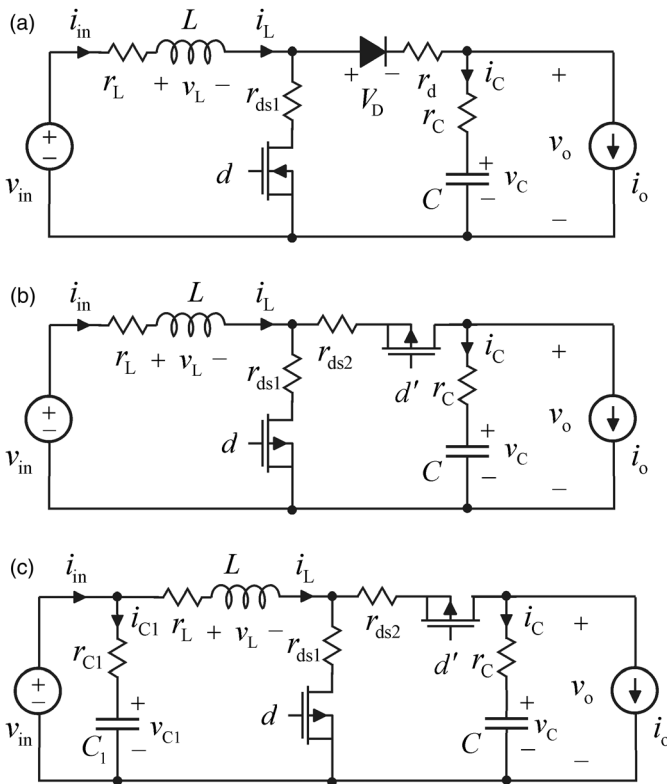 (a)
i_in
L
i_L
r_L + v_L −
r_ds1
+ −
V_D
r_d
i_C
r_C
+
v_in
+
−
d
C
+
−
v_C
v_o
i_o
−
(b)
i_in
L
i_L
r_L + v_L −
r_ds1
r_ds2
d'
i_C
r_C
+
v_in
+
−
d
C
+
−
v_C
v_o
i_o
−
(c)
i_in
L
i_L
i_C1
r_C1
r_L + v_L −
r_ds1
r_ds2
d'
i_C
r_C
+
v_in
+
−
C_1
+
−
v_C1
d
C
+
−
v_C
v_o
i_o
−